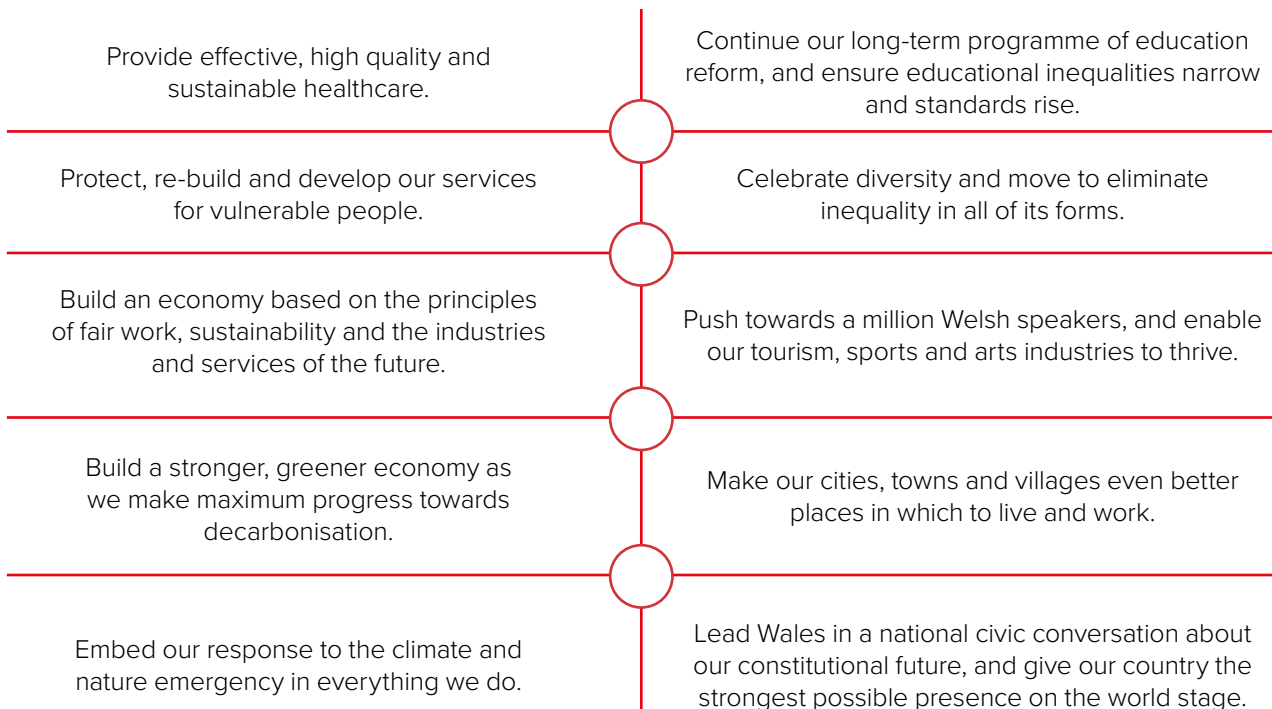 Provide effective, high quality and
sustainable healthcare.
Continue our long-term programme of education
reform, and ensure educational inequalities narrow
and standards rise.
Protect, re-build and develop our services
for vulnerable people.
Celebrate diversity and move to eliminate
inequality in all of its forms.
Build an economy based on the principles
of fair work, sustainability and the industries
and services of the future.
Push towards a million Welsh speakers, and enable
our tourism, sports and arts industries to thrive.
Build a stronger, greener economy as
we make maximum progress towards
decarbonisation.
Make our cities, towns and villages even better
places in which to live and work.
Embed our response to the climate and
nature emergency in everything we do.
Lead Wales in a national civic conversation about
our constitutional future, and give our country the
strongest possible presence on the world stage.